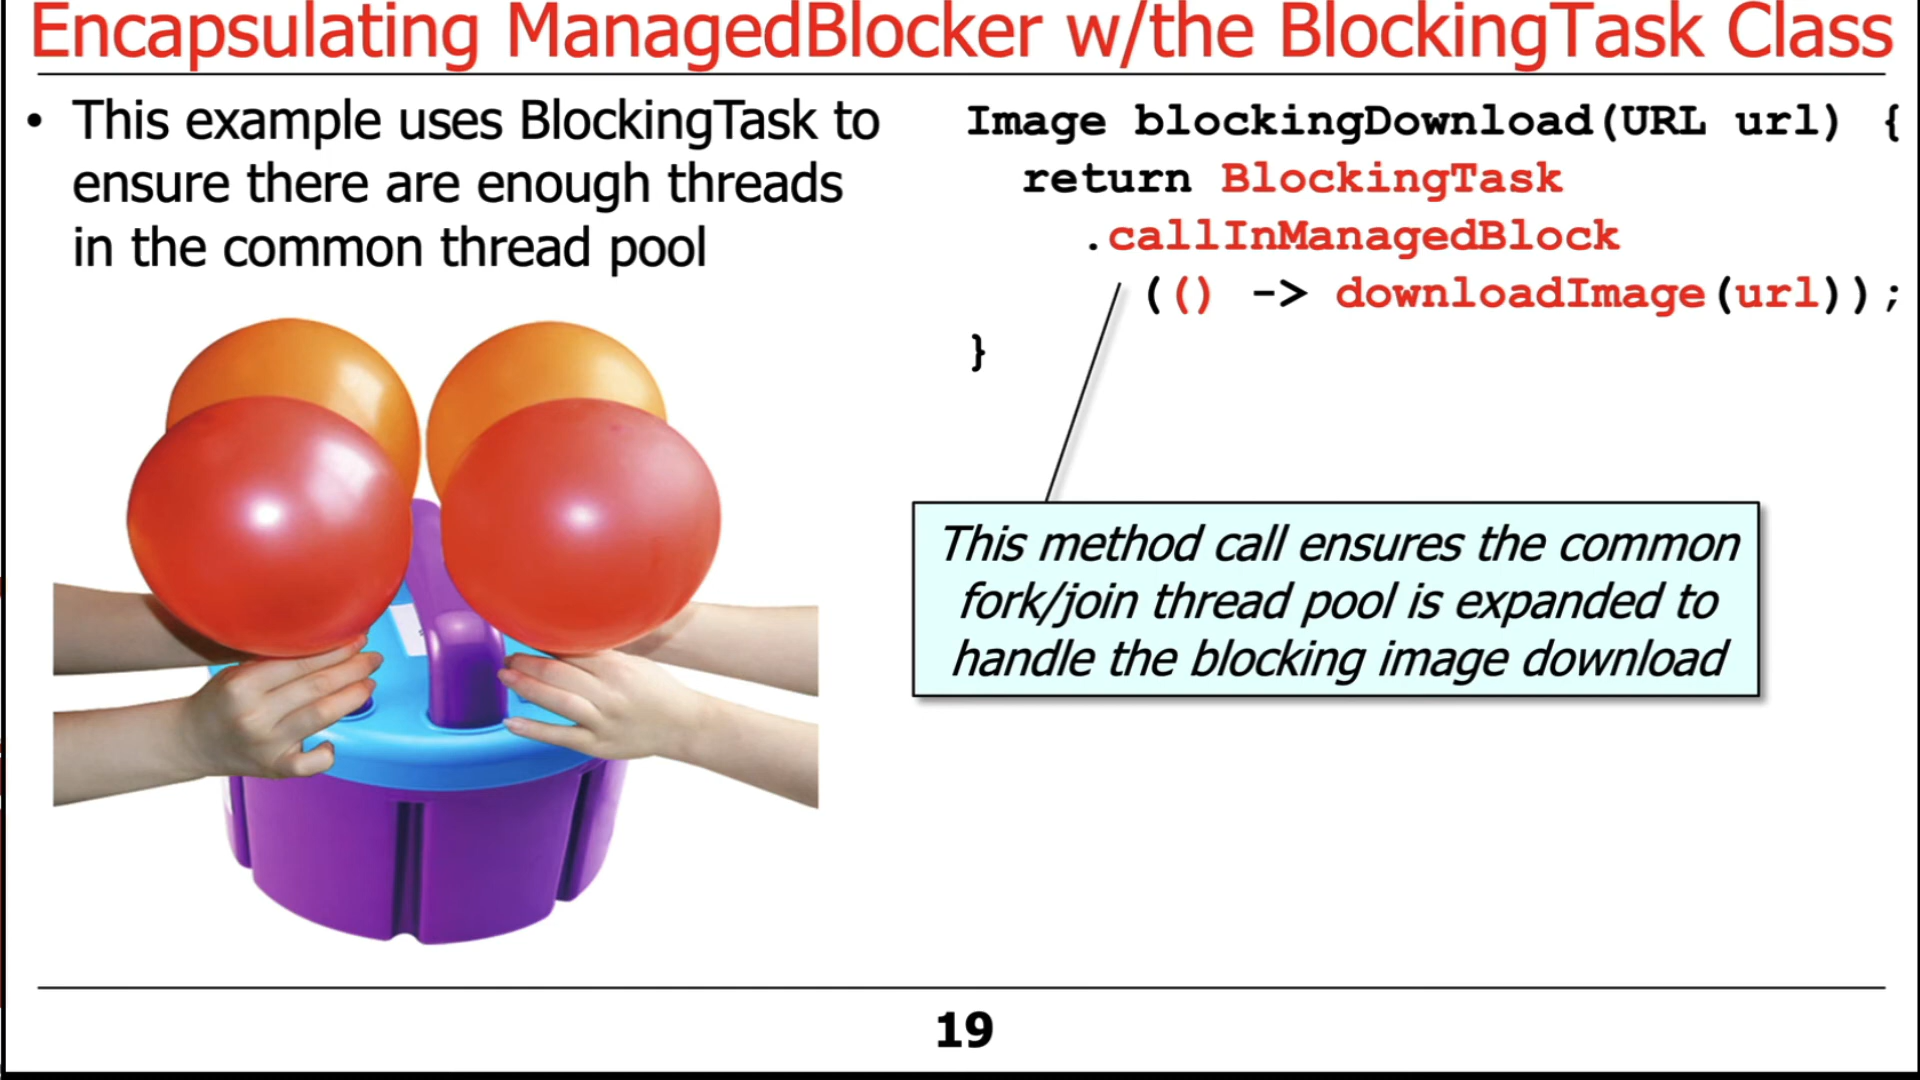 Encapsulating ManagedBlocker w/the BlockingTask Class
• This example uses BlockingTask to
ensure there are enough threads
in the common thread pool
Image blockingDownload(URL url) {
return BlockingTask
.callInManagedBlock
(() -> downloadImage(url));
}
This method call ensures the common
fork/join thread pool is expanded to
handle the blocking image download
19